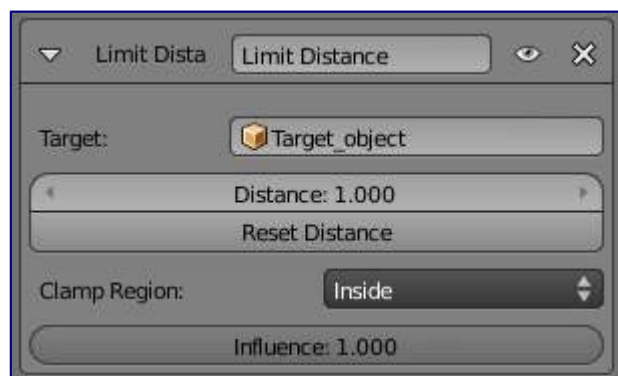 Limit Dista Limit Distance
Target: Target_object
Distance: 1.000
Reset Distance
Clamp Region: Inside
Influence: 1.000